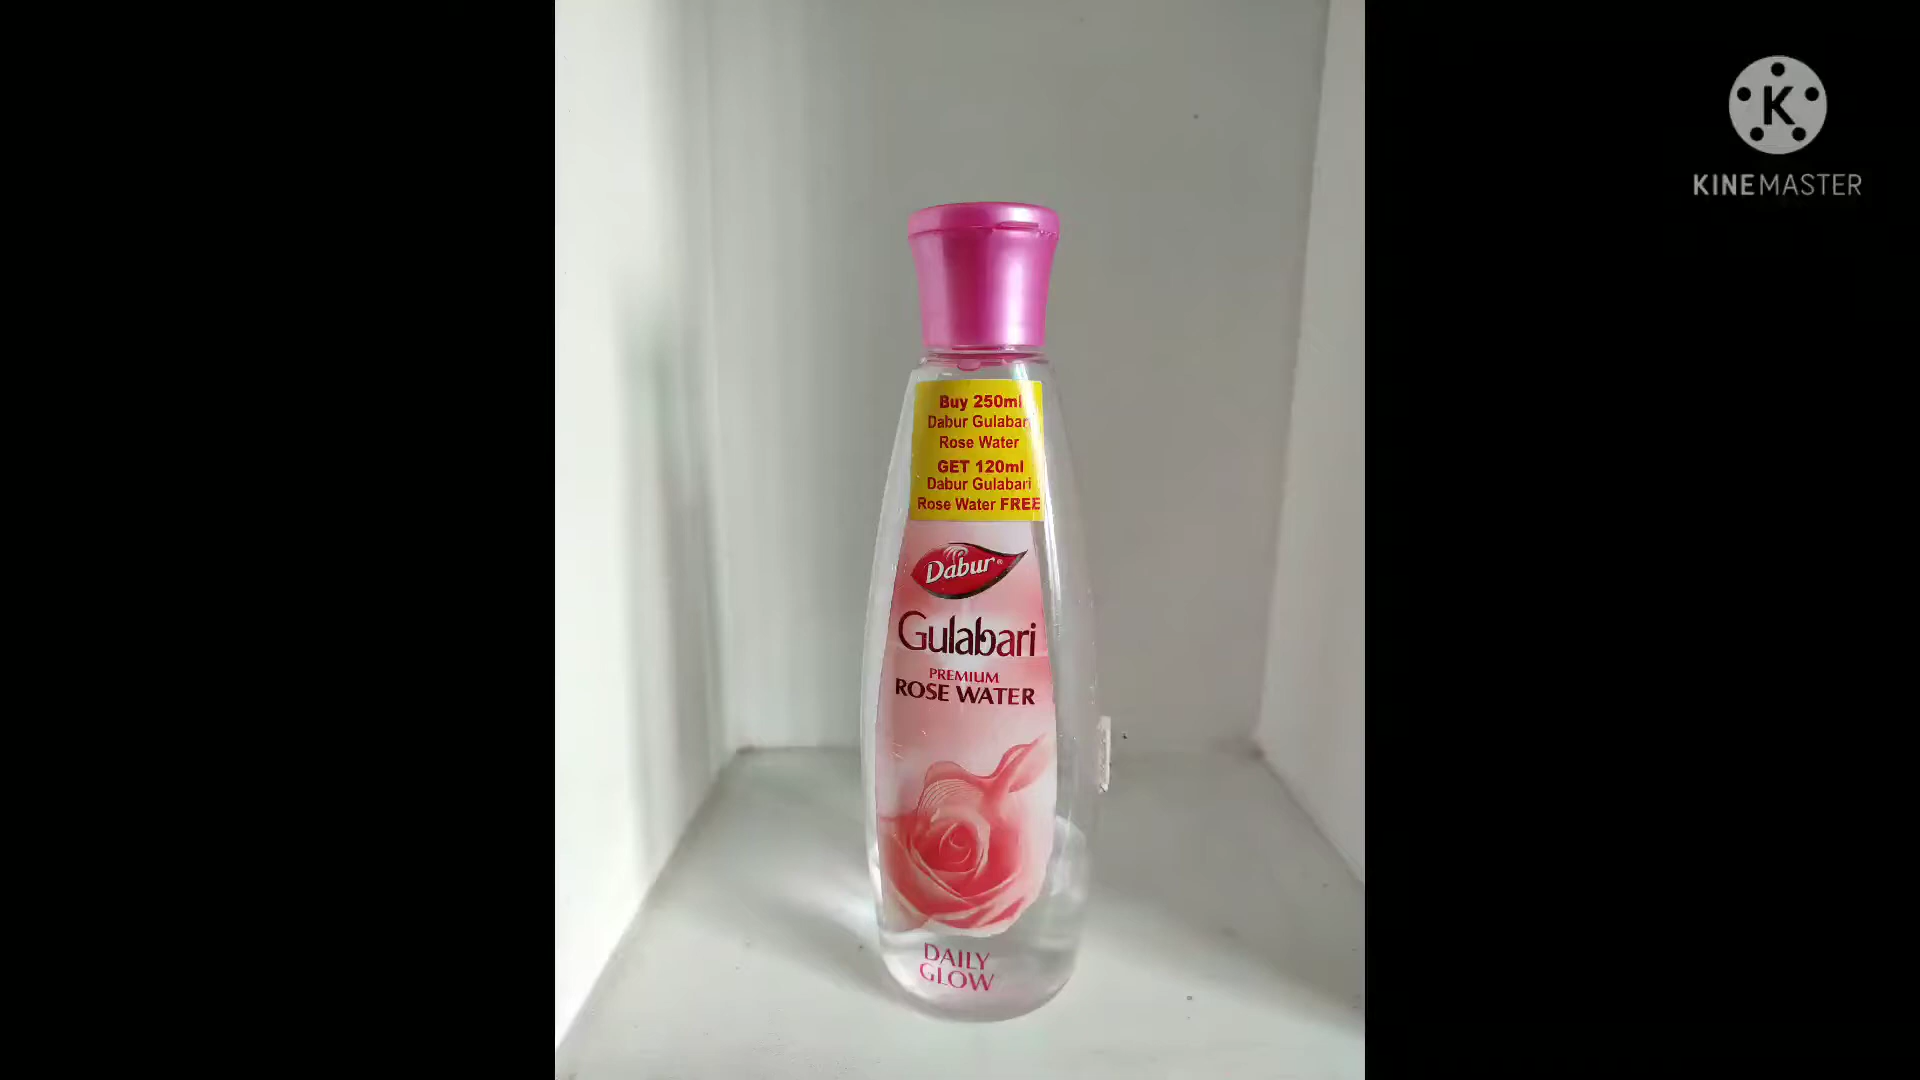 K
KINEMASTER
Buy 250ml
Dabur Gulabari
Rose Water
GET 120ml
Dabur Gulabari
Rose Water FREE
Dabur®
Gulabari
PREMIUM
ROSE WATER
DAILY
GLOW